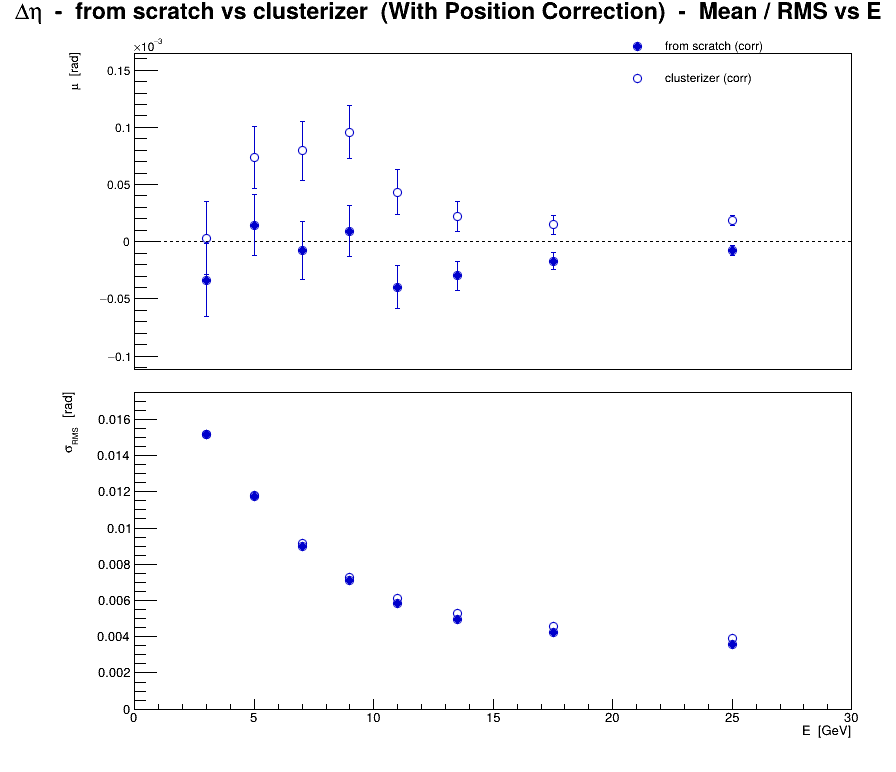 Δη - from scratch vs clusterizer (With Position Correction) - Mean / RMS vs E
×10⁻³
μ [rad]
from scratch (corr)
clusterizer (corr)
0.15
0.1
0.05
0
−0.05
−0.1
σRMS [rad]
0.016
0.014
0.012
0.01
0.008
0.006
0.004
0.002
0
0 5 10 15 20 25 30
E [GeV]